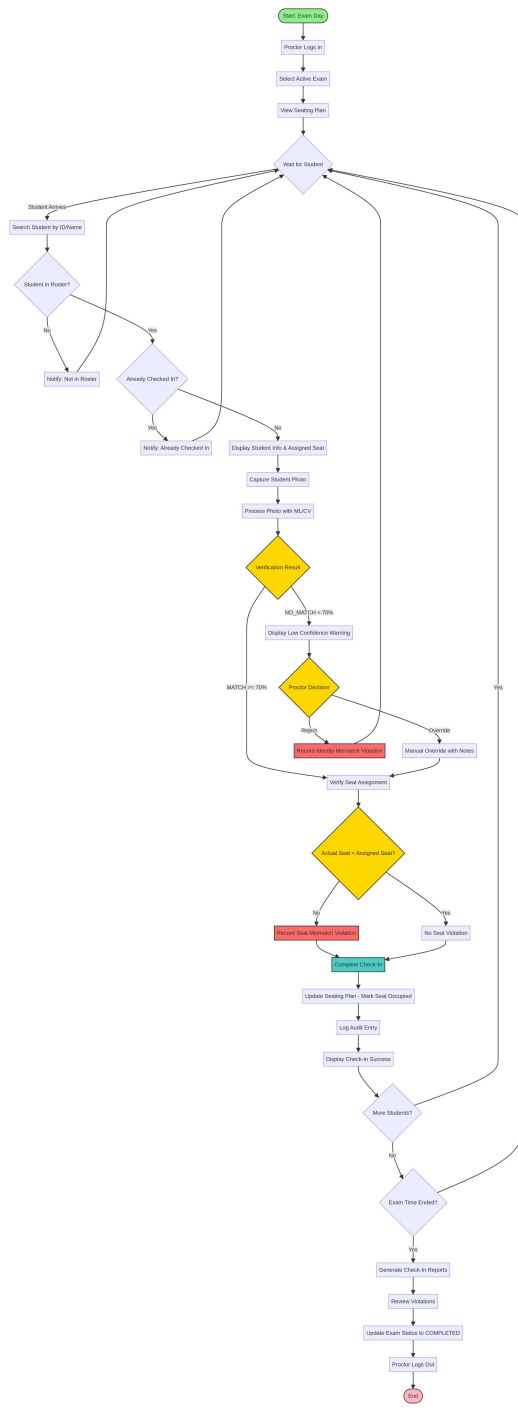 Start: Exam Day
Proctor Logs In
Select Active Exam
View Seating Plan
Wait for Student
Student Arrives
Search Student by ID/Name
Student in Roster?
No
Yes
Notify: Not in Roster
Already Checked In?
Yes
No
Notify: Already Checked In
Display Student Info & Assigned Seat
Capture Student Photo
Process Photo with ML/CV
Verification Result
NO_MATCH < 70%
Display Low Confidence Warning
MATCH >= 70%
Proctor Decision
Yes
Reject
Override
Record Identity Mismatch Violation
Manual Override with Notes
Verify Seat Assignment
Actual Seat = Assigned Seat?
No
Yes
Record Seat Mismatch Violation
No Seat Violation
Complete Check-In
Update Seating Plan - Mark Seat Occupied
Log Audit Entry
Display Check-In Success
More Students?
No
Exam Time Ended?
Yes
Generate Check-In Reports
Review Violations
Update Exam Status to COMPLETED
Proctor Logs Out
End